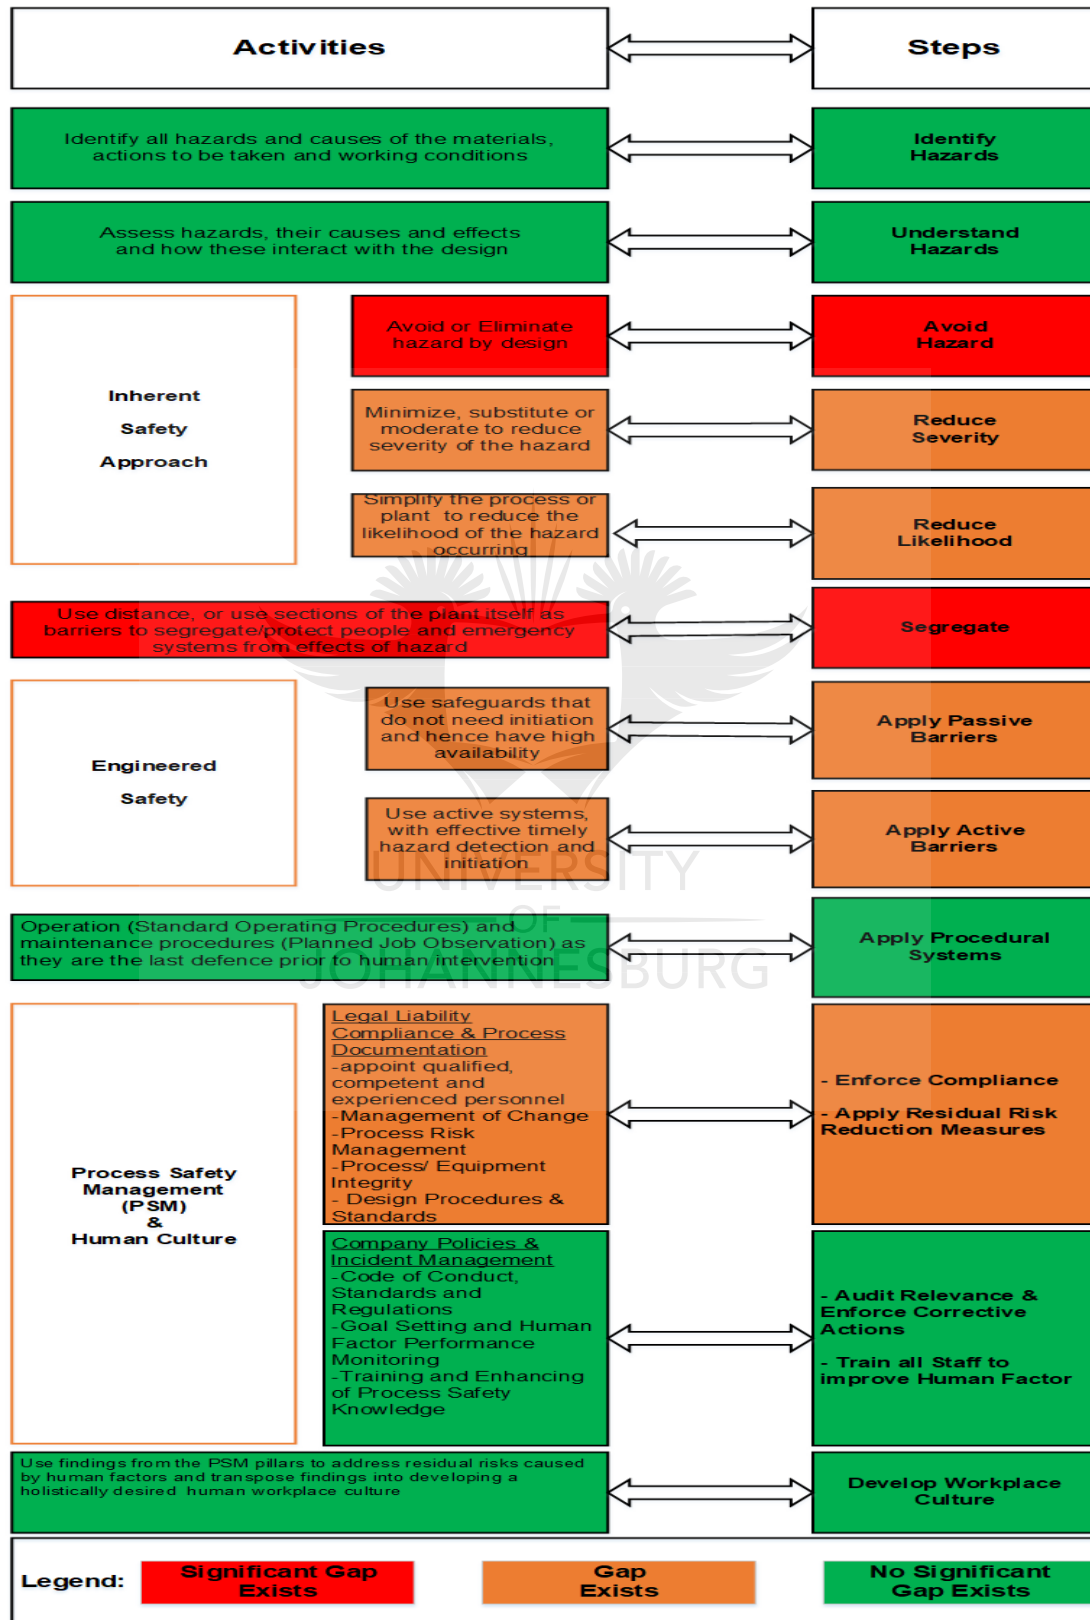 Activities
Steps
Identify all hazards and causes of the materials,
actions to be taken and working conditions
Identify
Hazards
Assess hazards, their causes and effects
and how these interact with the design
Understand
Hazards
Inherent
Safety
Approach
Avoid or Eliminate
hazard by design
Avoid
Hazard
Minimize, substitute or
moderate to reduce
severity of the hazard
Reduce
Severity
Simplify the process or
plant to reduce the
likelihood of the hazard
occurring
Reduce
Likelihood
Use distance, or use sections of the plant itself as
barriers to segregate/protect people and emergency
systems from effects of hazard
Segregate
Engineered
Safety
Use safeguards that
do not need initiation
and hence have high
availability
Apply Passive
Barriers
Use active systems,
with effective timely
hazard detection and
initiation
Apply Active
Barriers
UNIVERSITY
OF
JOHANNESBURG
Operation (Standard Operating Procedures) and
maintenance procedures (Planned Job Observation) as
they are the last defence prior to human intervention
Apply Procedural
Systems
Process Safety
Management
(PSM)
&
Human Culture
Legal Liability
Compliance & Process
Documentation
-appoint qualified,
competent and
experienced personnel
-Management of Change
-Process Risk
Management
-Process/ Equipment
Integrity
- Design Procedures &
Standards
- Enforce Compliance
- Apply Residual Risk
Reduction Measures
Company Policies &
Incident Management
-Code of Conduct,
Standards and
Regulations
-Goal Setting and Human
Factor Performance
Monitoring
-Training and Enhancing
of Process Safety
Knowledge
- Audit Relevance &
Enforce Corrective
Actions
- Train all Staff to
improve Human Factor
Use findings from the PSM pillars to address residual risks caused
by human factors and transpose findings into developing a
holistically desired human workplace culture
Develop Workplace
Culture
Legend:
Significant Gap
Exists
Gap
Exists
No Significant
Gap Exists